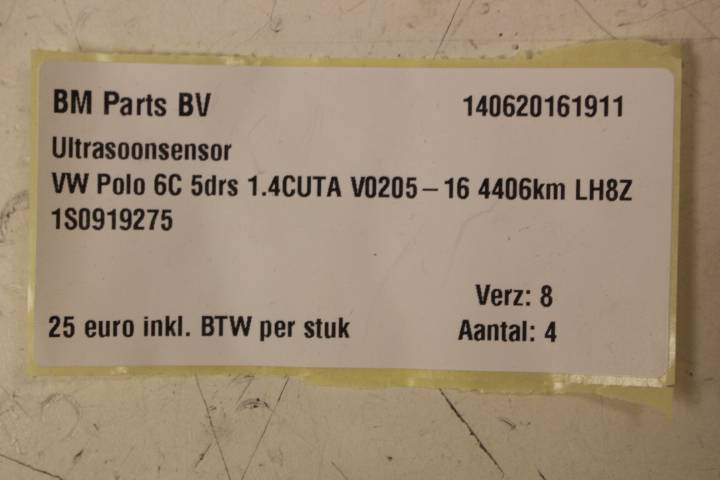 BM Parts BV 140620161911
Ultrasoonsensor
VW Polo 6C 5drs 1.4CUTA V0205-16 4406km LH8Z
1S0919275
Verz: 8
25 euro inkl. BTW per stuk Aantal: 4